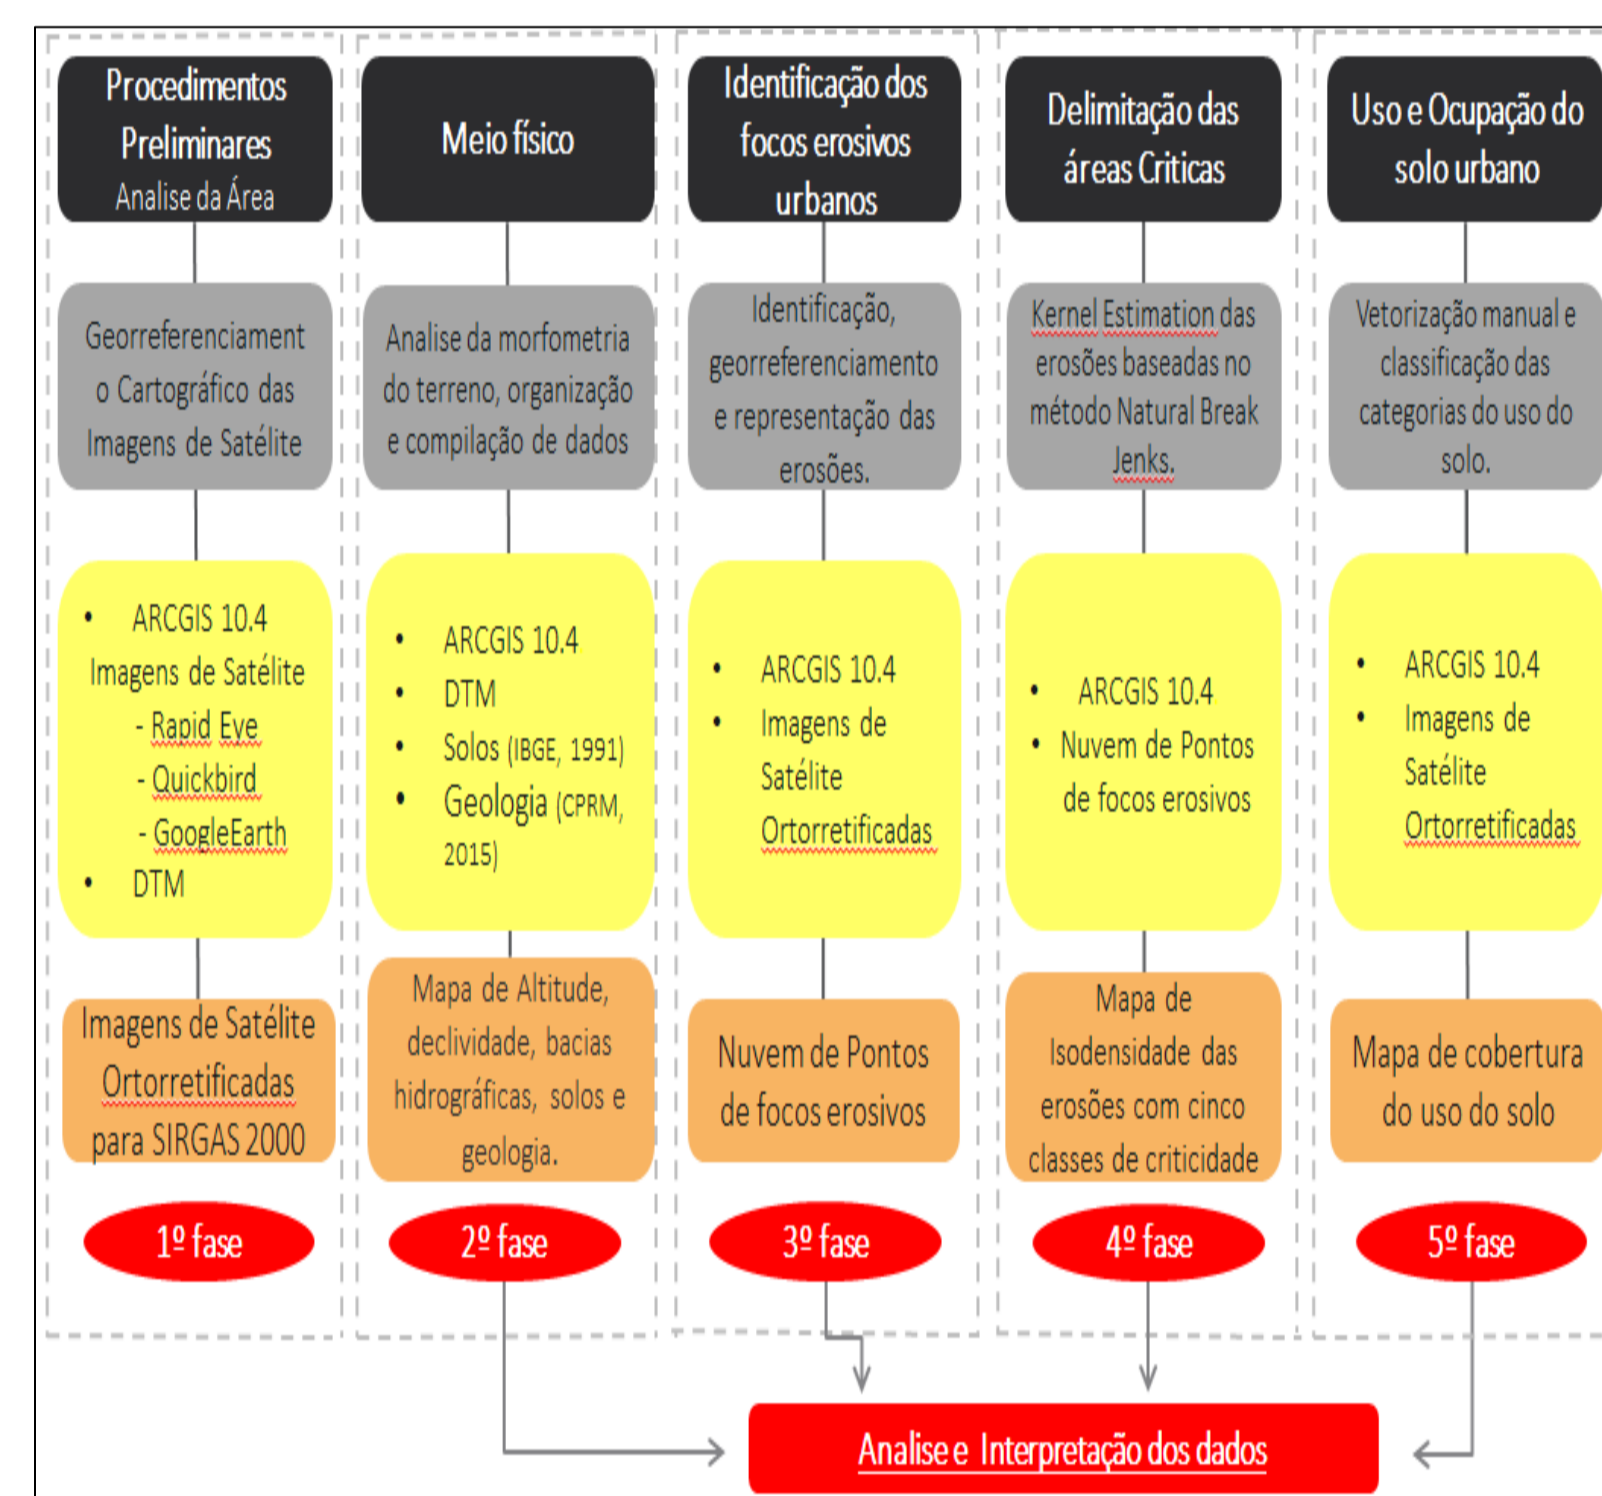 Procedimentos
Preliminares
Analise da Área
Georreferenciament
o Cartográfico das
Imagens de Satélite
• ARCGIS 10.4
Imagens de Satélite
- Rapid Eye
- Quickbird
- GoogleEarth
• DTM
Imagens de Satélite
Ortorretificadas
para SIRGAS 2000
1º fase
Meio físico
Analise da morfometria
do terreno, organização
e compilação de dados
• ARCGIS 10.4
• DTM
• Solos (IBGE, 1991)
• Geologia (CPRM,
2015)
Mapa de Altitude,
declividade, bacias
hidrográficas, solos e
geologia.
2º fase
Identificação dos
focos erosivos
urbanos
Identificação,
georreferenciamento
e representação das
erosões.
• ARCGIS 10.4
• Imagens de
Satélite
Ortorretificadas
Nuvem de Pontos
de focos erosivos
3º fase
Delimitação das
áreas Criticas
Kernel Estimation das
erosões baseadas no
método Natural Break
Jenks.
• ARCGIS 10.4
• Nuvem de Pontos
de focos erosivos
Mapa de
Isodensidade das
erosões com cinco
classes de criticidade
4º fase
Uso e Ocupação do
solo urbano
Vetorização manual e
classificação das
categorias do uso do
solo.
• ARCGIS 10.4
• Imagens de
Satélite
Ortorretificadas
Mapa de cobertura
do uso do solo
5º fase
Analise e Interpretação dos dados